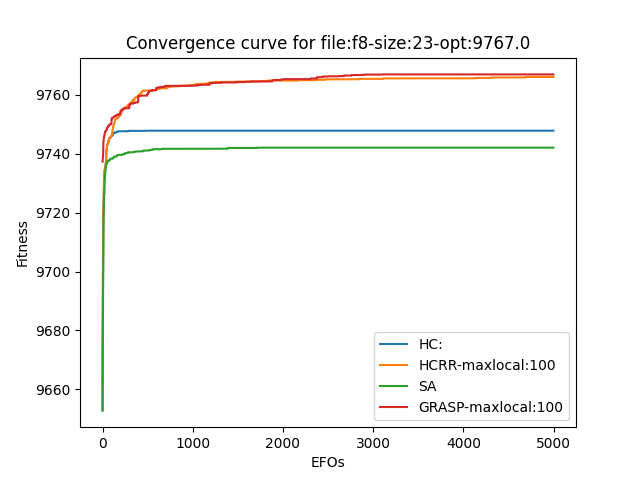 Convergence curve for file:f8-size:23-opt:9767.0
Fitness
9760
9740
9720
9700
9680
9660
0 1000 2000 3000 4000 5000
EFOs
HC:
HCRR-maxlocal:100
SA
GRASP-maxlocal:100